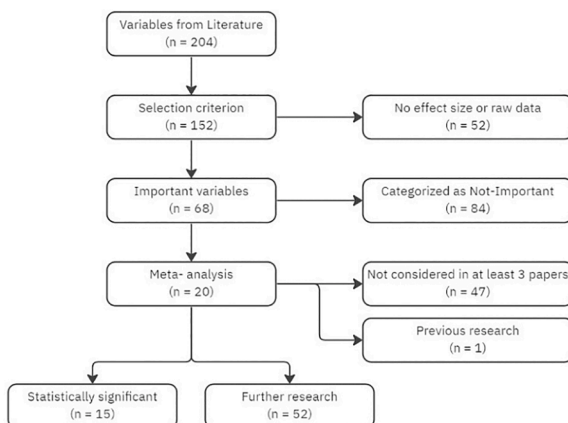 Variables from Literature
(n = 204)
Selection criterion
(n = 152)
No effect size or raw data
(n = 52)
Important variables
(n = 68)
Categorized as Not-Important
(n = 84)
Meta- analysis
(n = 20)
Not considered in at least 3 papers
(n = 47)
Previous research
(n = 1)
Statistically significant
(n = 15)
Further research
(n = 52)